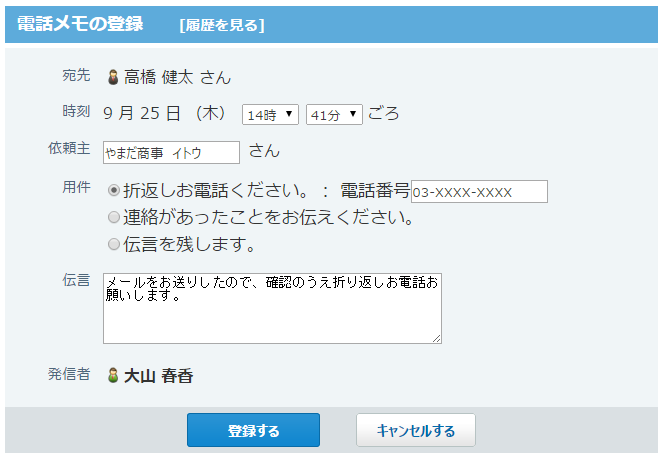 電話メモの登録 [履歴を見る]
宛先 高橋 健太 さん
時刻 9 月 25 日 （木） 14時 41分 ごろ
依頼主 やまだ商事 イトウ さん
用件 折返しお電話ください。： 電話番号 03-XXXX-XXXX
連絡があったことをお伝えください。
伝言を残します。
伝言 メールをお送りしたので、確認のうえ折り返しお電話お
願いします。
発信者 大山 春香
登録する キャンセルする